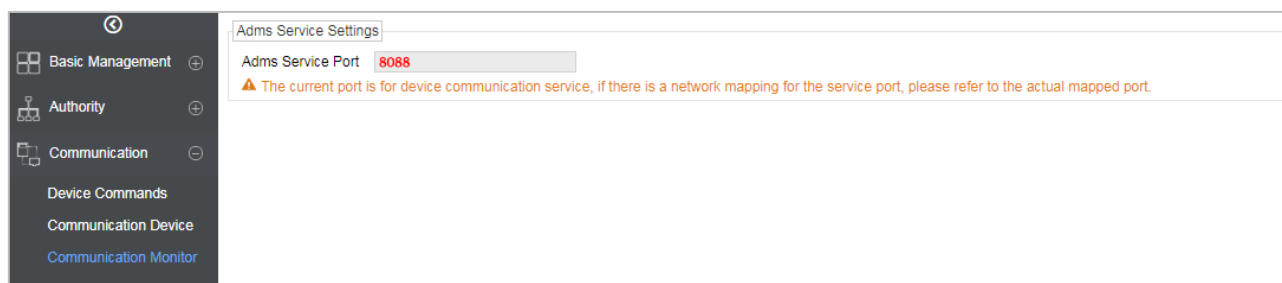 Basic Management
Authority
Communication
Device Commands
Communication Device
Communication Monitor
Adms Service Settings
Adms Service Port 8088
The current port is for device communication service, if there is a network mapping for the service port, please refer to the actual mapped port.